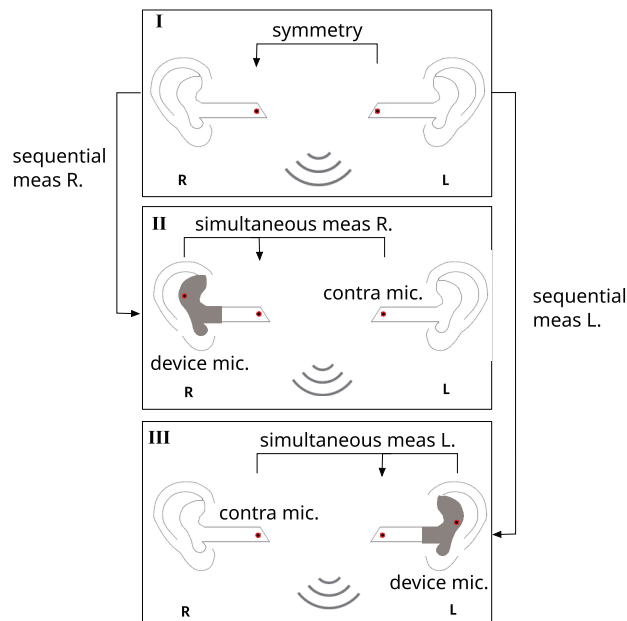 I
symmetry
sequential
meas R.
R
L
II
simultaneous meas R.
contra mic.
sequential
meas L.
device mic.
R
L
III
simultaneous meas L.
contra mic.
device mic.
R
L